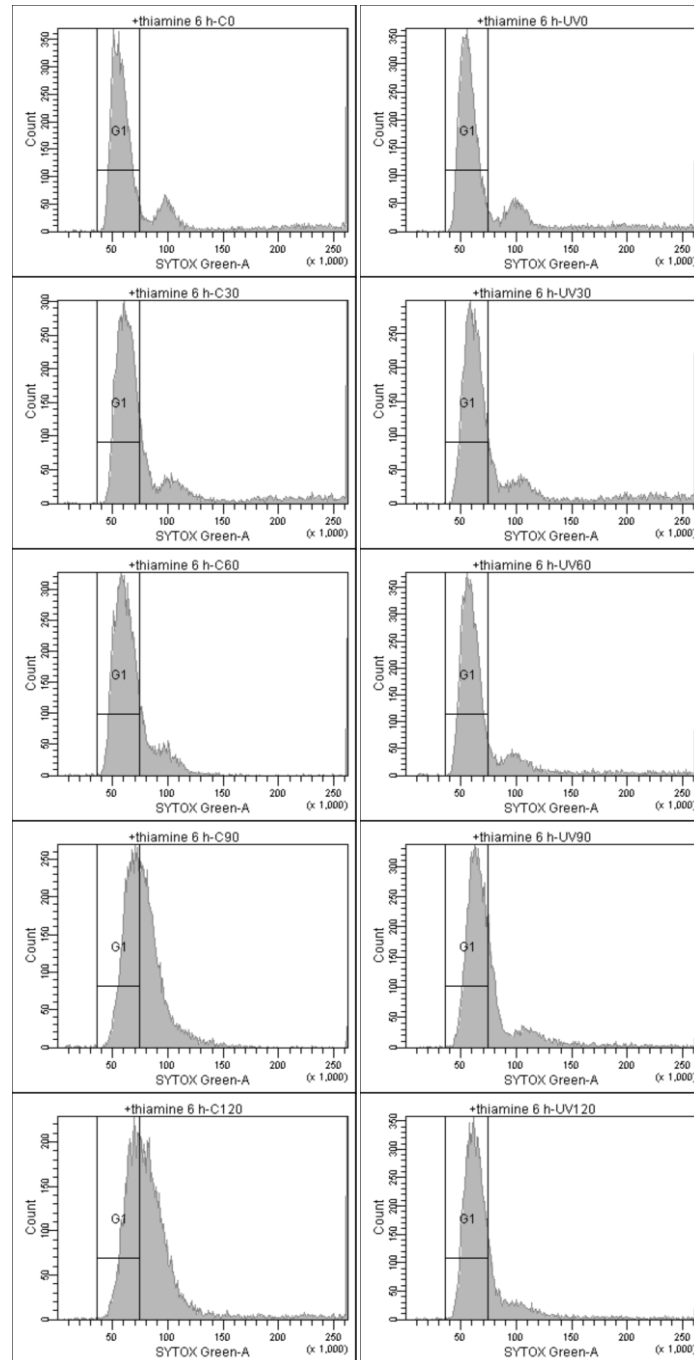 +thiamine 6 h-C0
Count
0 50 100 150 200 250 300 350
G1
50 100 150 200 250
SYTOX Green-A
(x 1,000)
+thiamine 6 h-UV0
Count
0 50 100 150 200 250 300 350
G1
50 100 150 200 250
SYTOX Green-A
(x 1,000)
+thiamine 6 h-C30
Count
0 50 100 150 200 250 300
G1
50 100 150 200 250
SYTOX Green-A
(x 1,000)
+thiamine 6 h-UV30
Count
0 50 100 150 200 250
G1
50 100 150 200 250
SYTOX Green-A
(x 1,000)
+thiamine 6 h-C60
Count
0 50 100 150 200 250 300
G1
50 100 150 200 250
SYTOX Green-A
(x 1,000)
+thiamine 6 h-UV60
Count
0 50 100 150 200 250 300 350
G1
50 100 150 200 250
SYTOX Green-A
(x 1,000)
+thiamine 6 h-C90
Count
0 50 100 150 200 250
G1
50 100 150 200 250
SYTOX Green-A
(x 1,000)
+thiamine 6 h-UV90
Count
0 50 100 150 200 250 300
G1
50 100 150 200 250
SYTOX Green-A
(x 1,000)
+thiamine 6 h-C120
Count
0 50 100 150 200
G1
50 100 150 200 250
SYTOX Green-A
(x 1,000)
+thiamine 6 h-UV120
Count
0 50 100 150 200 250 300 350
G1
50 100 150 200 250
SYTOX Green-A
(x 1,000)